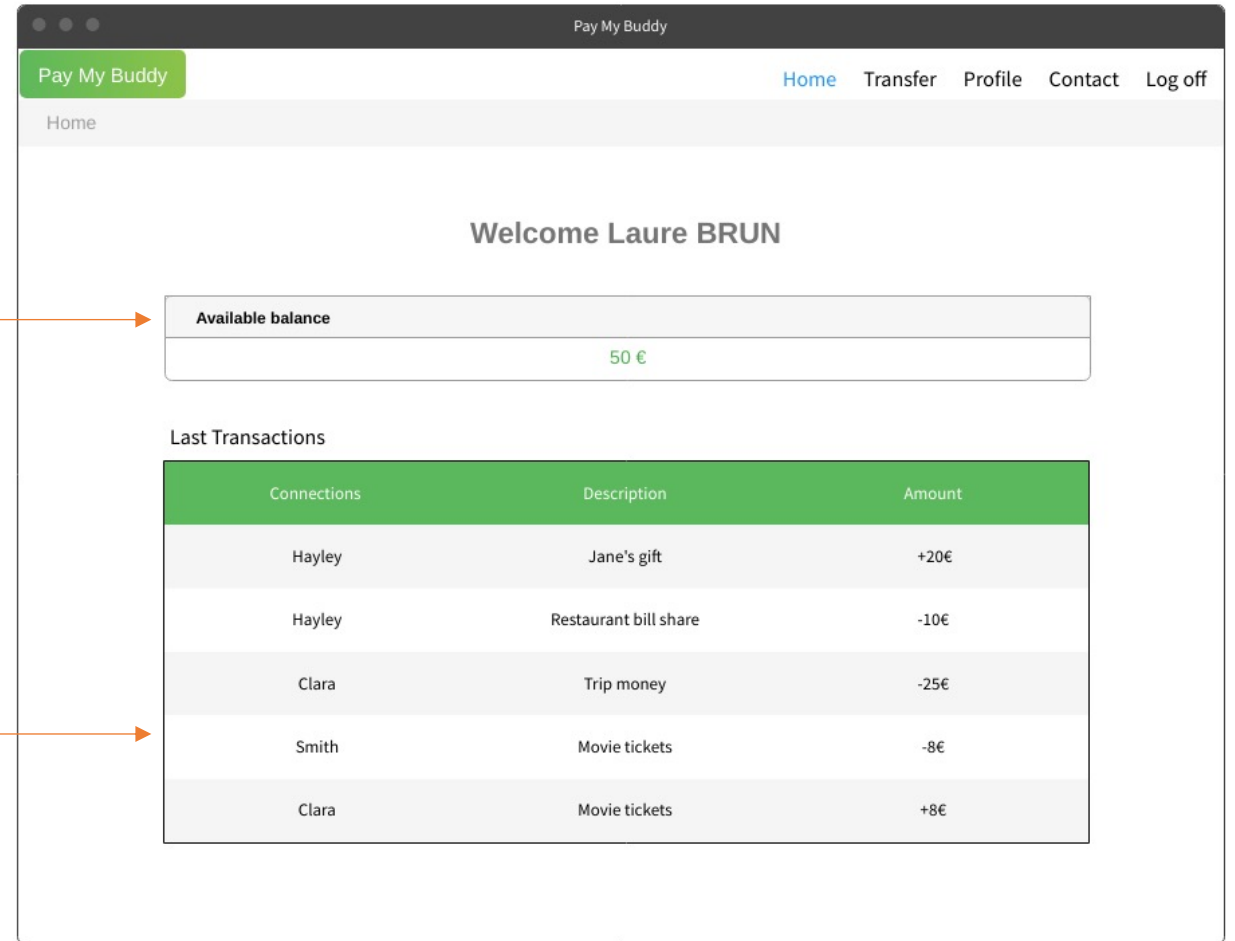 Pay My Buddy
Pay My Buddy
Home Transfer Profile Contact Log off
Home
Welcome Laure BRUN
Available balance
50 €
Last Transactions
Connections Description Amount
Hayley Jane's gift +20€
Hayley Restaurant bill share -10€
Clara Trip money -25€
Smith Movie tickets -8€
Clara Movie tickets +8€